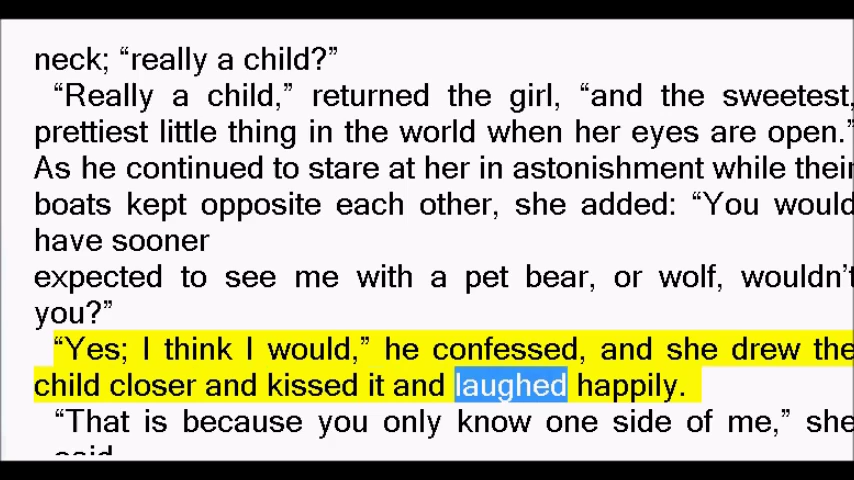 neck; “really a child?”
“Really a child,” returned the girl, “and the sweetest,
prettiest little thing in the world when her eyes are open.”
As he continued to stare at her in astonishment while their
boats kept opposite each other, she added: “You would
have sooner
expected to see me with a pet bear, or wolf, wouldn’t
you?”
“Yes; I think I would,” he confessed, and she drew the
child closer and kissed it and laughed happily.
“That is because you only know one side of me,” she
said